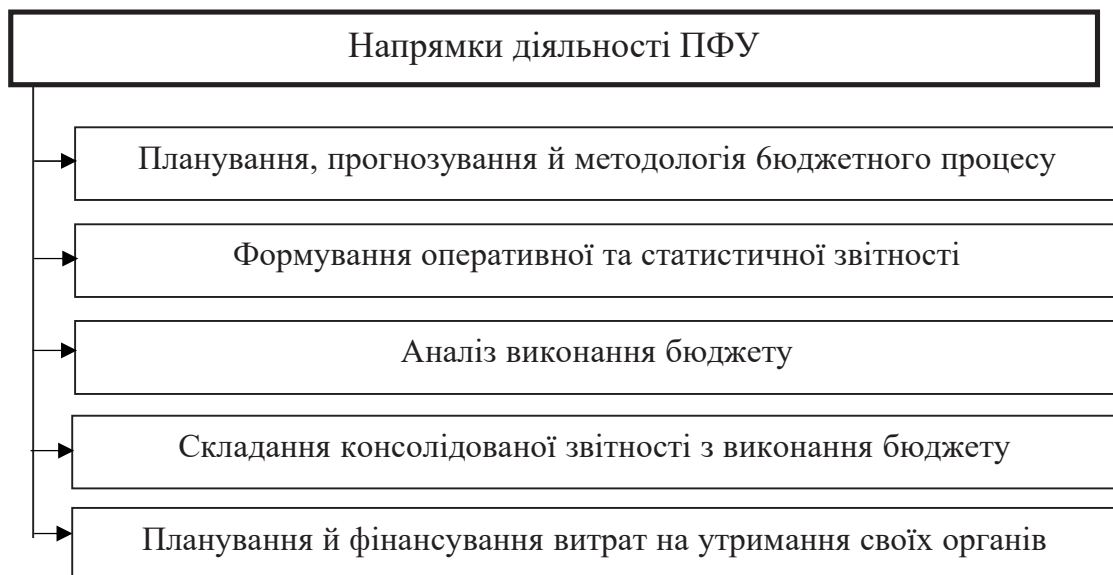 Напрямки діяльності ПФУ
Планування, прогнозування й методологія бюджетного процесу
Формування оперативної та статистичної звітності
Аналіз виконання бюджету
Складання консолідованої звітності з виконання бюджету
Планування й фінансування витрат на утримання своїх органів